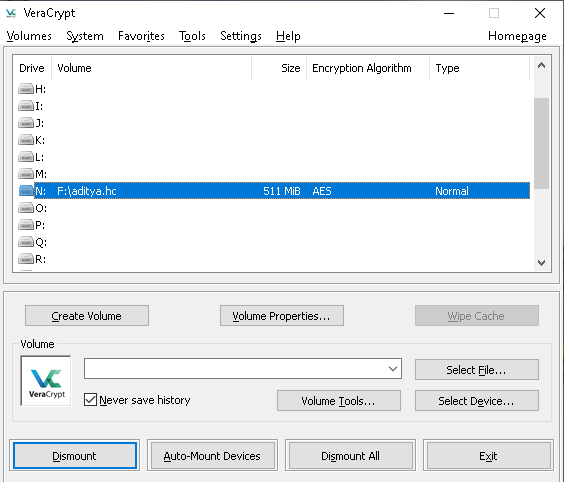 VeraCrypt
Volumes System Favorites Tools Settings Help Homepage
Drive Volume Size Encryption Algorithm Type
H:
I:
J:
K:
L:
M:
N: F:\aditya.hc 511 MiB AES Normal
O:
P:
Q:
R:
Create Volume Volume Properties... Wipe Cache
Volume
VeraCrypt
Select File...
Never save history Volume Tools... Select Device...
Dismount Auto-Mount Devices Dismount All Exit